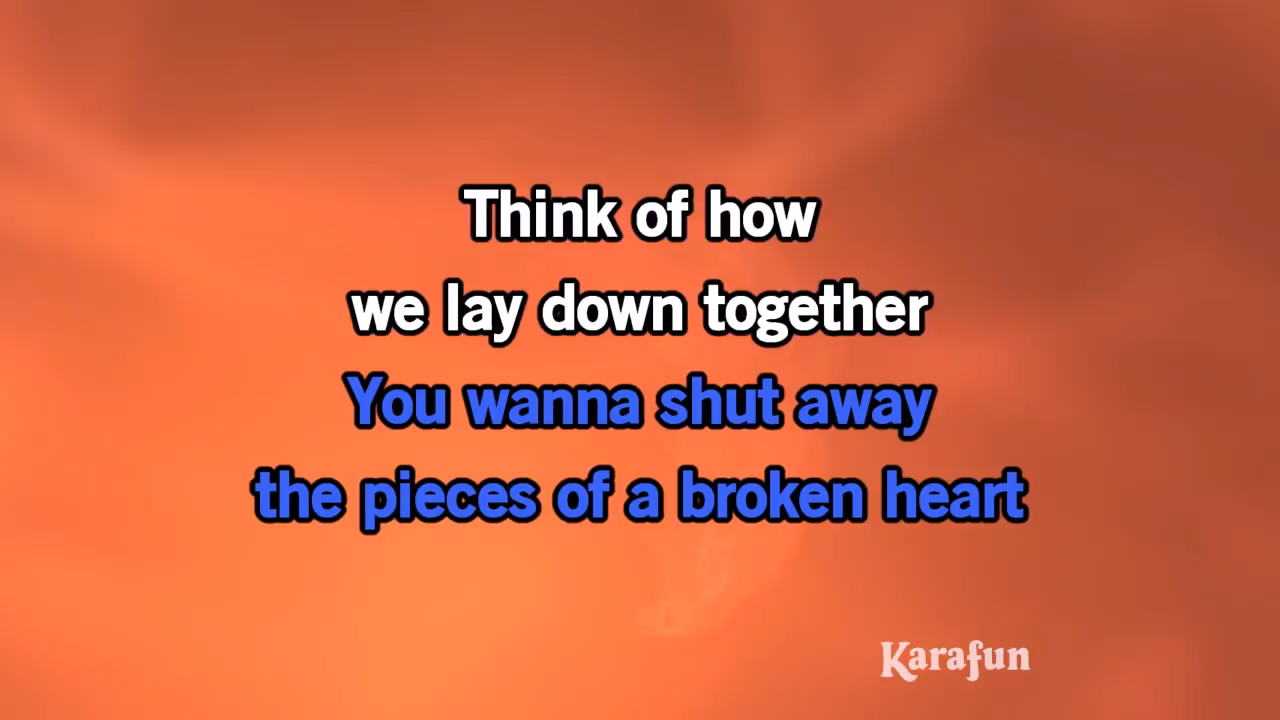 Think of how
we lay down together
You wanna shut away
the pieces of a broken heart
Karafun